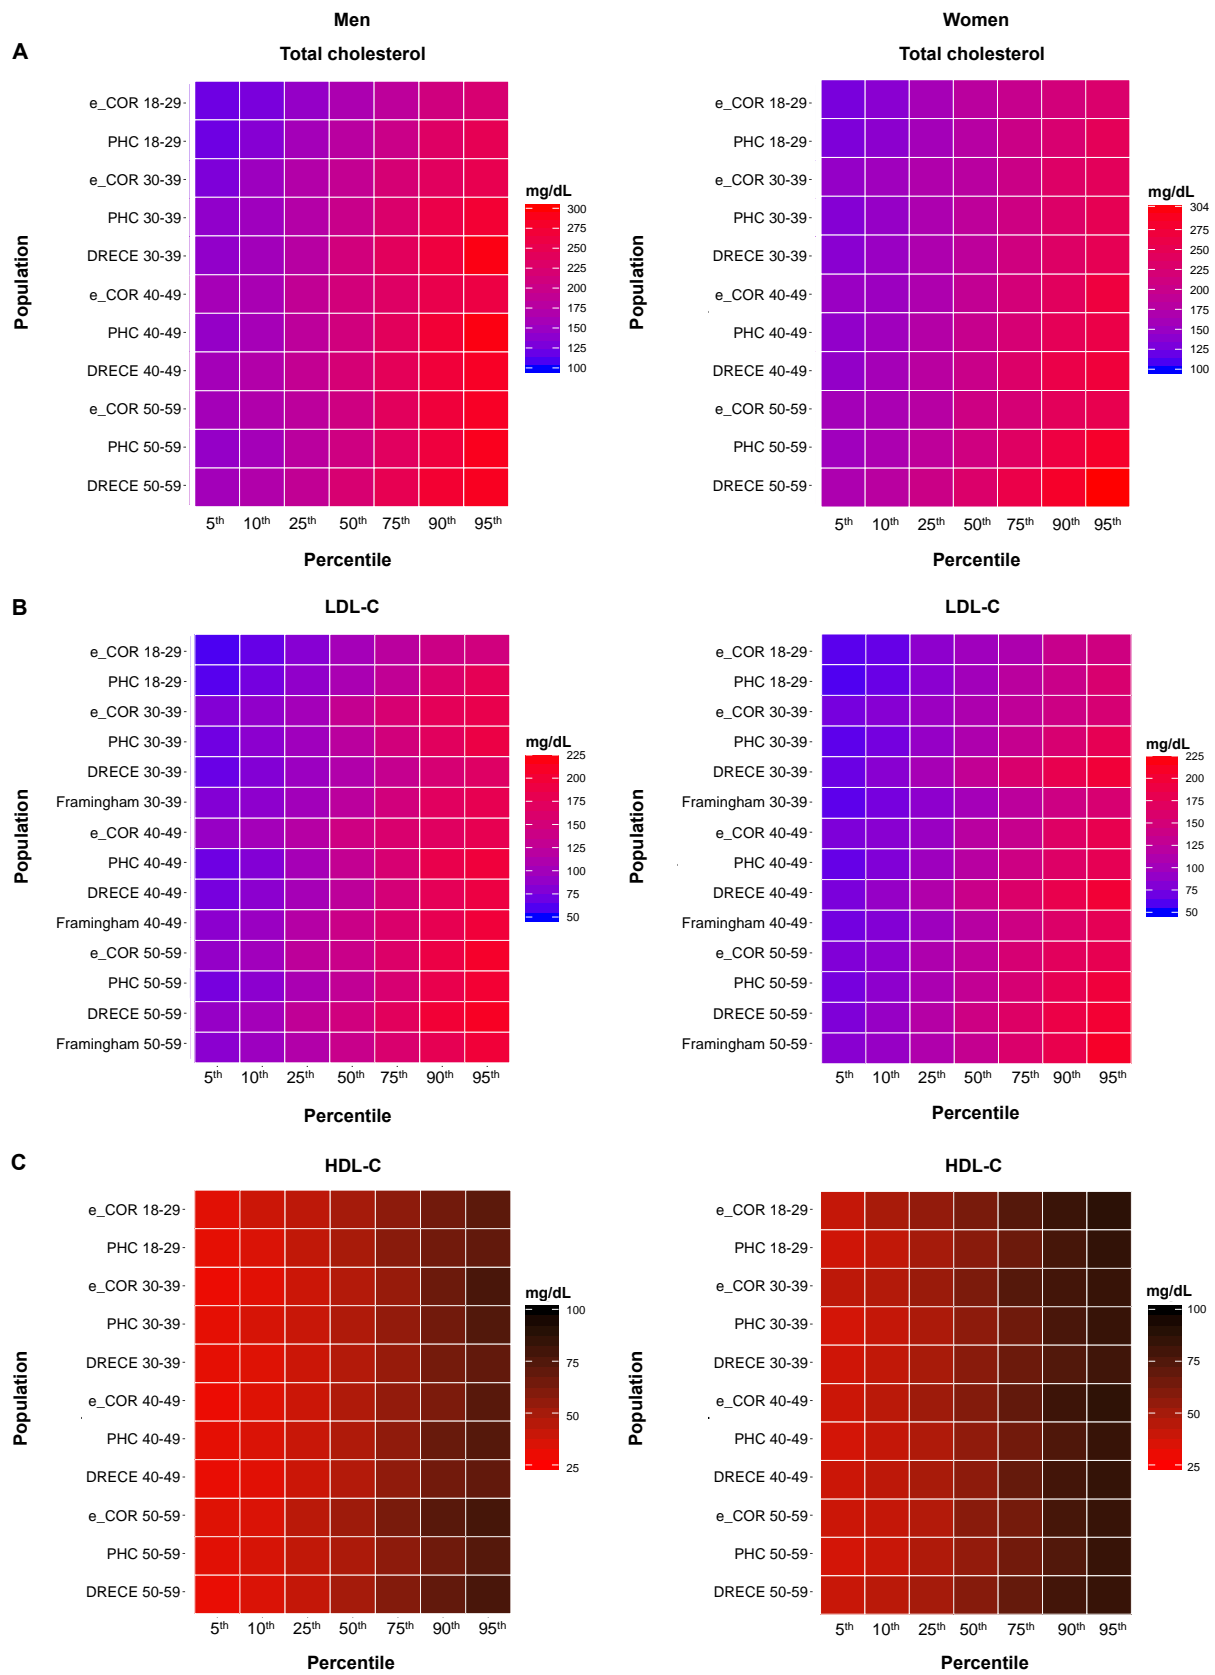 Men
Women
A
Total cholesterol
Total cholesterol
Population
e_COR 18-29
PHC 18-29
e_COR 30-39
PHC 30-39
DRECE 30-39
e_COR 40-49
PHC 40-49
DRECE 40-49
e_COR 50-59
PHC 50-59
DRECE 50-59
5th 10th 25th 50th 75th 90th 95th
Percentile
mg/dL
300
275
250
225
200
175
150
125
100
Population
e_COR 18-29
PHC 18-29
e_COR 30-39
PHC 30-39
DRECE 30-39
e_COR 40-49
PHC 40-49
DRECE 40-49
e_COR 50-59
PHC 50-59
DRECE 50-59
5th 10th 25th 50th 75th 90th 95th
Percentile
mg/dL
304
275
250
225
200
175
150
125
100
B
LDL-C
LDL-C
Population
e_COR 18-29
PHC 18-29
e_COR 30-39
PHC 30-39
DRECE 30-39
Framingham 30-39
e_COR 40-49
PHC 40-49
DRECE 40-49
Framingham 40-49
e_COR 50-59
PHC 50-59
DRECE 50-59
Framingham 50-59
5th 10th 25th 50th 75th 90th 95th
Percentile
mg/dL
225
200
175
150
125
100
75
50
Population
e_COR 18-29
PHC 18-29
e_COR 30-39
PHC 30-39
DRECE 30-39
Framingham 30-39
e_COR 40-49
PHC 40-49
DRECE 40-49
Framingham 40-49
e_COR 50-59
PHC 50-59
DRECE 50-59
Framingham 50-59
5th 10th 25th 50th 75th 90th 95th
Percentile
mg/dL
225
200
175
150
125
100
75
50
C
HDL-C
HDL-C
Population
e_COR 18-29
PHC 18-29
e_COR 30-39
PHC 30-39
DRECE 30-39
e_COR 40-49
PHC 40-49
DRECE 40-49
e_COR 50-59
PHC 50-59
DRECE 50-59
5th 10th 25th 50th 75th 90th 95th
Percentile
mg/dL
100
75
50
25
Population
e_COR 18-29
PHC 18-29
e_COR 30-39
PHC 30-39
DRECE 30-39
e_COR 40-49
PHC 40-49
DRECE 40-49
e_COR 50-59
PHC 50-59
DRECE 50-59
5th 10th 25th 50th 75th 90th 95th
Percentile
mg/dL
100
75
50
25